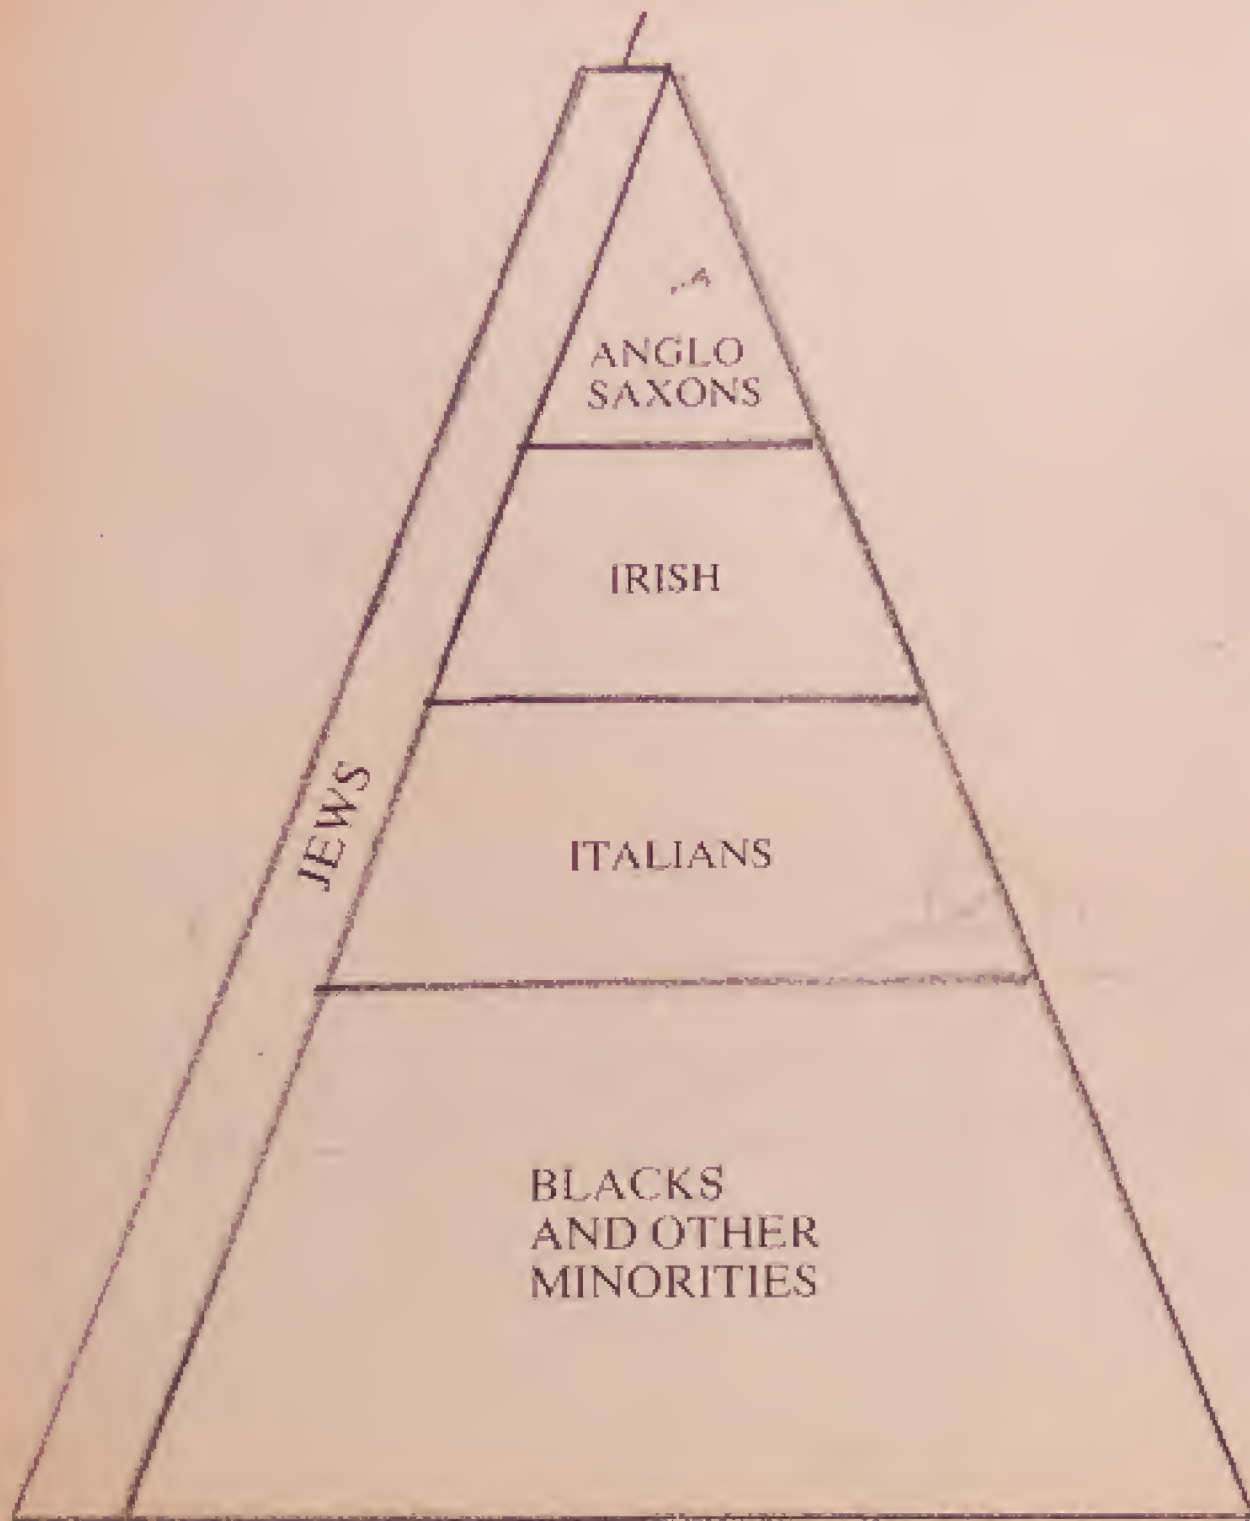 ANGLO
SAXONS
IRISH
JEWS
ITALIANS
BLACKS
AND OTHER
MINORITIES